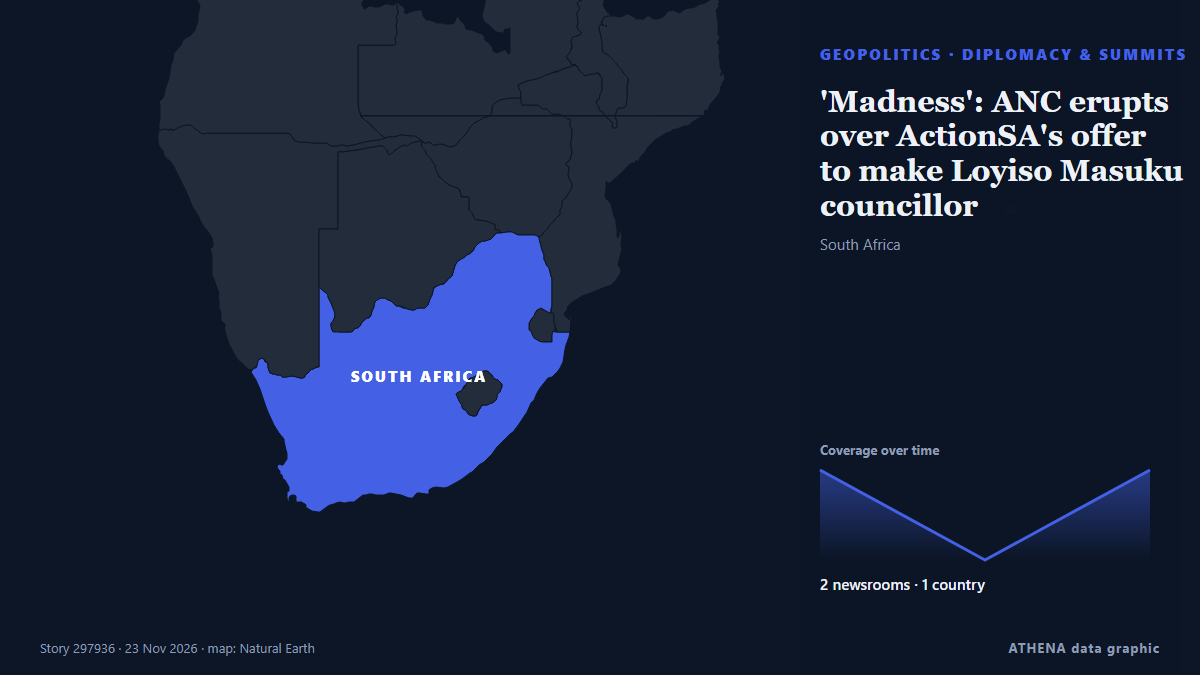 GEOPOLITICS · DIPLOMACY & SUMMITS
'Madness': ANC erupts
over ActionSA's offer
to make Loyiso Masuku
councillor
South Africa
SOUTH AFRICA
Coverage over time
2 newsrooms · 1 country
Story 297936 · 23 Nov 2026 · map: Natural Earth
ATHENA data graphic